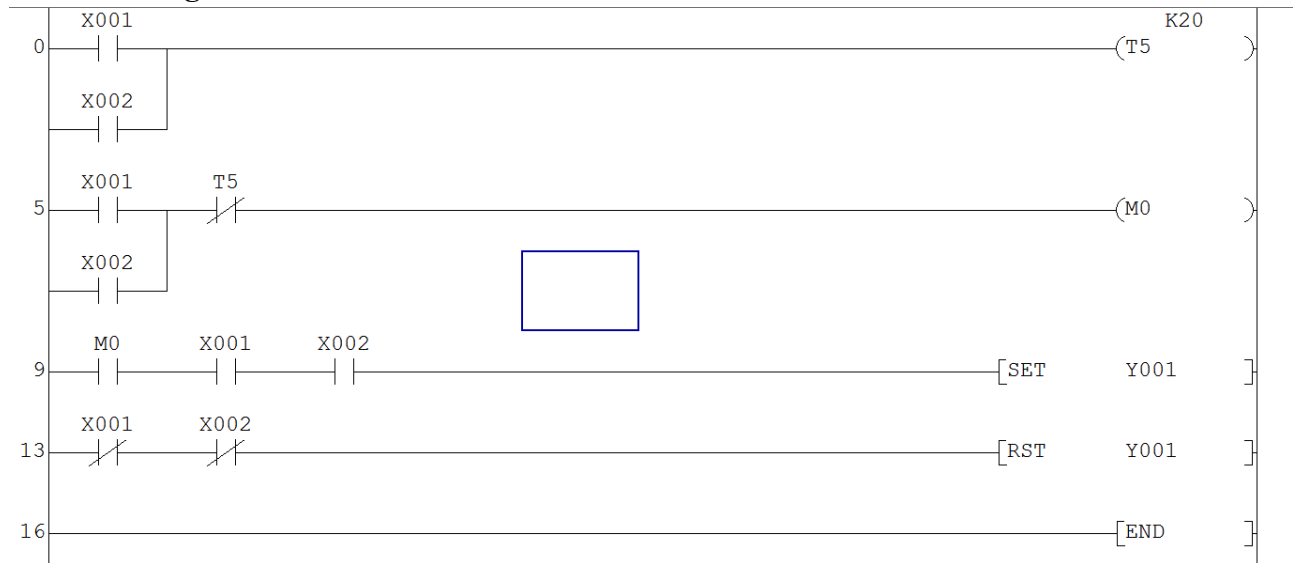 X001 K20
0 T5
X002
X001 T5
5 M0
X002
M0 X001 X002
9 SET Y001
X001 X002
13 RST Y001
16 END